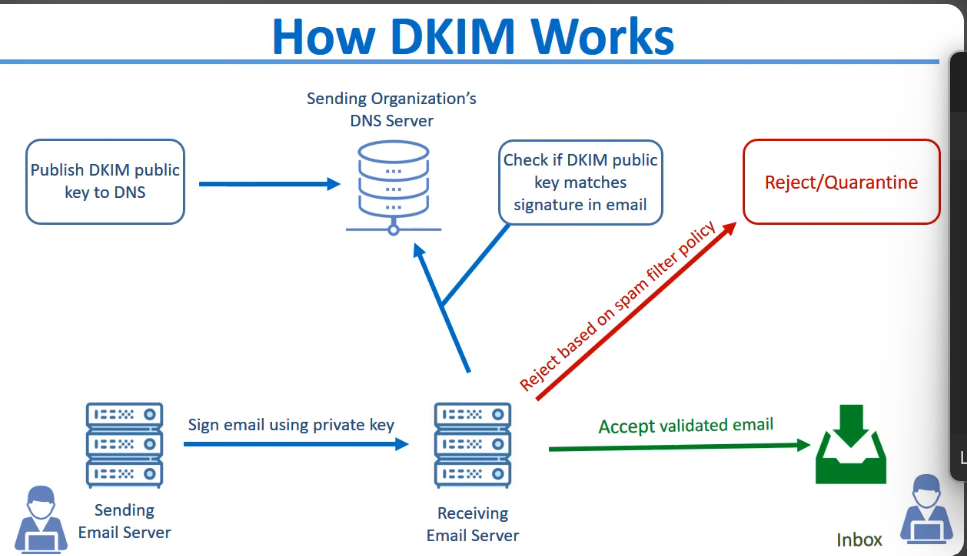 How DKIM Works
Sending Organization's
DNS Server
Publish DKIM public
key to DNS
Check if DKIM public
key matches
signature in email
Reject/Quarantine
Reject based on spam filter policy
Sign email using private key
Accept validated email
Sending
Email Server
Receiving
Email Server
Inbox
L